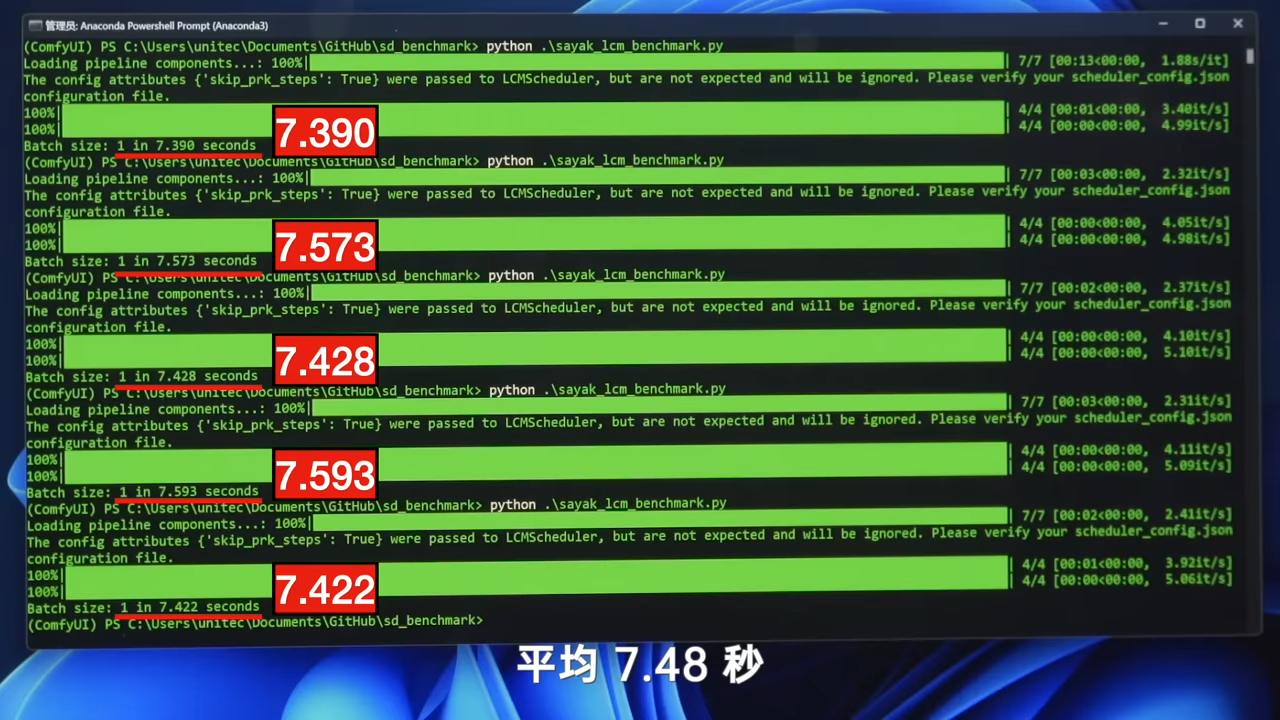 管理员: Anaconda Powershell Prompt (Anaconda3)
(ComfyUI) PS C:\Users\unitec\Documents\GitHub\sd_benchmark> python .\sayak_lcm_benchmark.py
Loading pipeline components...: 100%| 7/7 [00:13<00:00, 1.88s/it]
The config attributes {'skip_prk_steps': True} were passed to LCMScheduler, but are not expected and will be ignored. Please verify your scheduler_config.json
configuration file.
100%| 4/4 [00:01<00:00, 3.40it/s]
100%| 4/4 [00:00<00:00, 4.99it/s]
7.390
Batch size: 1 in 7.390 seconds
(ComfyUI) PS C:\Users\unitec\Documents\GitHub\sd_benchmark> python .\sayak_lcm_benchmark.py
Loading pipeline components...: 100%| 7/7 [00:03<00:00, 2.32it/s]
The config attributes {'skip_prk_steps': True} were passed to LCMScheduler, but are not expected and will be ignored. Please verify your scheduler_config.json
configuration file.
100%| 4/4 [00:00<00:00, 4.05it/s]
100%| 4/4 [00:00<00:00, 4.98it/s]
7.573
Batch size: 1 in 7.573 seconds
(ComfyUI) PS C:\Users\unitec\Documents\GitHub\sd_benchmark> python .\sayak_lcm_benchmark.py
Loading pipeline components...: 100%| 7/7 [00:02<00:00, 2.37it/s]
The config attributes {'skip_prk_steps': True} were passed to LCMScheduler, but are not expected and will be ignored. Please verify your scheduler_config.json
configuration file.
100%| 4/4 [00:00<00:00, 4.10it/s]
100%| 4/4 [00:00<00:00, 5.10it/s]
7.428
Batch size: 1 in 7.428 seconds
(ComfyUI) PS C:\Users\unitec\Documents\GitHub\sd_benchmark> python .\sayak_lcm_benchmark.py
Loading pipeline components...: 100%| 7/7 [00:03<00:00, 2.31it/s]
The config attributes {'skip_prk_steps': True} were passed to LCMScheduler, but are not expected and will be ignored. Please verify your scheduler_config.json
configuration file.
100%| 4/4 [00:00<00:00, 4.11it/s]
100%| 4/4 [00:00<00:00, 5.09it/s]
7.593
Batch size: 1 in 7.593 seconds
(ComfyUI) PS C:\Users\unitec\Documents\GitHub\sd_benchmark> python .\sayak_lcm_benchmark.py
Loading pipeline components...: 100%| 7/7 [00:02<00:00, 2.41it/s]
The config attributes {'skip_prk_steps': True} were passed to LCMScheduler, but are not expected and will be ignored. Please verify your scheduler_config.json
configuration file.
100%| 4/4 [00:01<00:00, 3.92it/s]
100%| 4/4 [00:00<00:00, 5.06it/s]
7.422
Batch size: 1 in 7.422 seconds
(ComfyUI) PS C:\Users\unitec\Documents\GitHub\sd_benchmark>
平均 7.48 秒